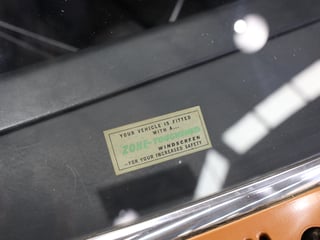 YOUR VEHICLE IS FITTED
WITH A...
ZONE-TOUGHENED
WINDSCREEN
-FOR YOUR INCREASED SAFETY